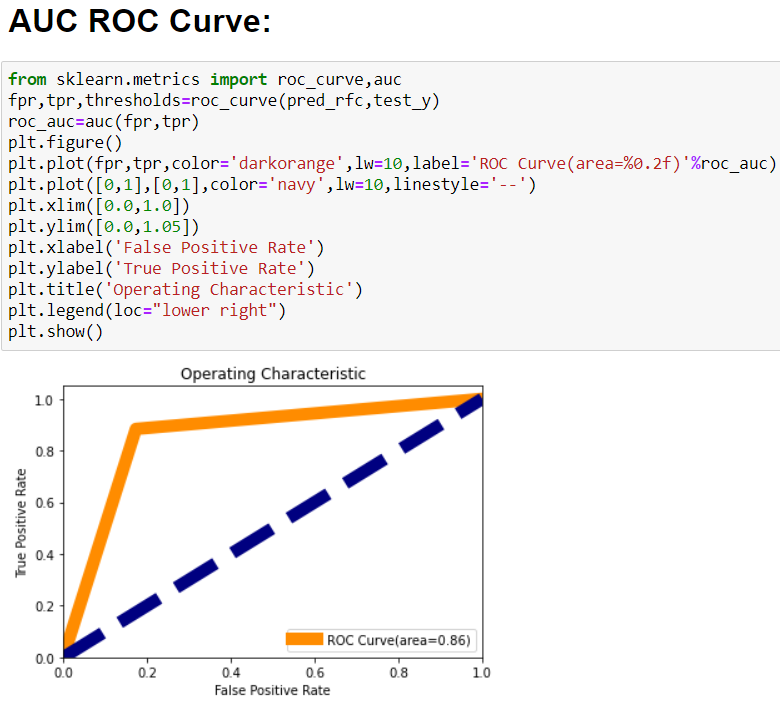 AUC ROC Curve:
from sklearn.metrics import roc_curve,auc
fpr,tpr,thresholds=roc_curve(pred_rfc,test_y)
roc_auc=auc(fpr,tpr)
plt.figure()
plt.plot(fpr,tpr,color='darkorange',lw=10,label='ROC Curve(area=%0.2f)'%roc_auc)
plt.plot([0,1],[0,1],color='navy',lw=10,linestyle='--')
plt.xlim([0.0,1.0])
plt.ylim([0.0,1.05])
plt.xlabel('False Positive Rate')
plt.ylabel('True Positive Rate')
plt.title('Operating Characteristic')
plt.legend(loc="lower right")
plt.show()
Operating Characteristic
1.0
0.8
0.6
0.4
0.2
0.0
True Positive Rate
ROC Curve(area=0.86)
0.0 0.2 0.4 0.6 0.8 1.0
False Positive Rate